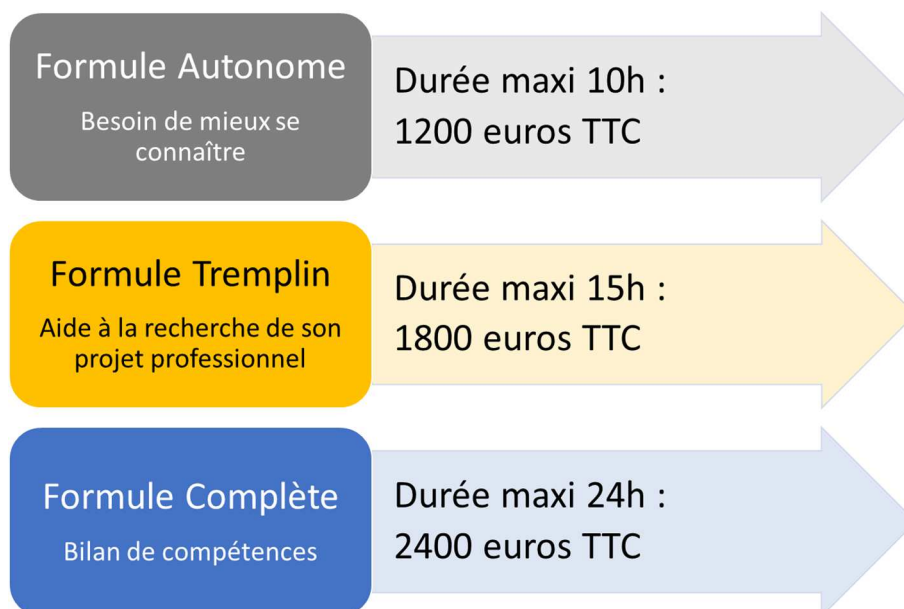 Formule Autonome
Besoin de mieux se
connaître
Durée maxi 10h :
1200 euros TTC
Formule Tremplin
Aide à la recherche de son
projet professionnel
Durée maxi 15h :
1800 euros TTC
Formule Complète
Bilan de compétences
Durée maxi 24h :
2400 euros TTC